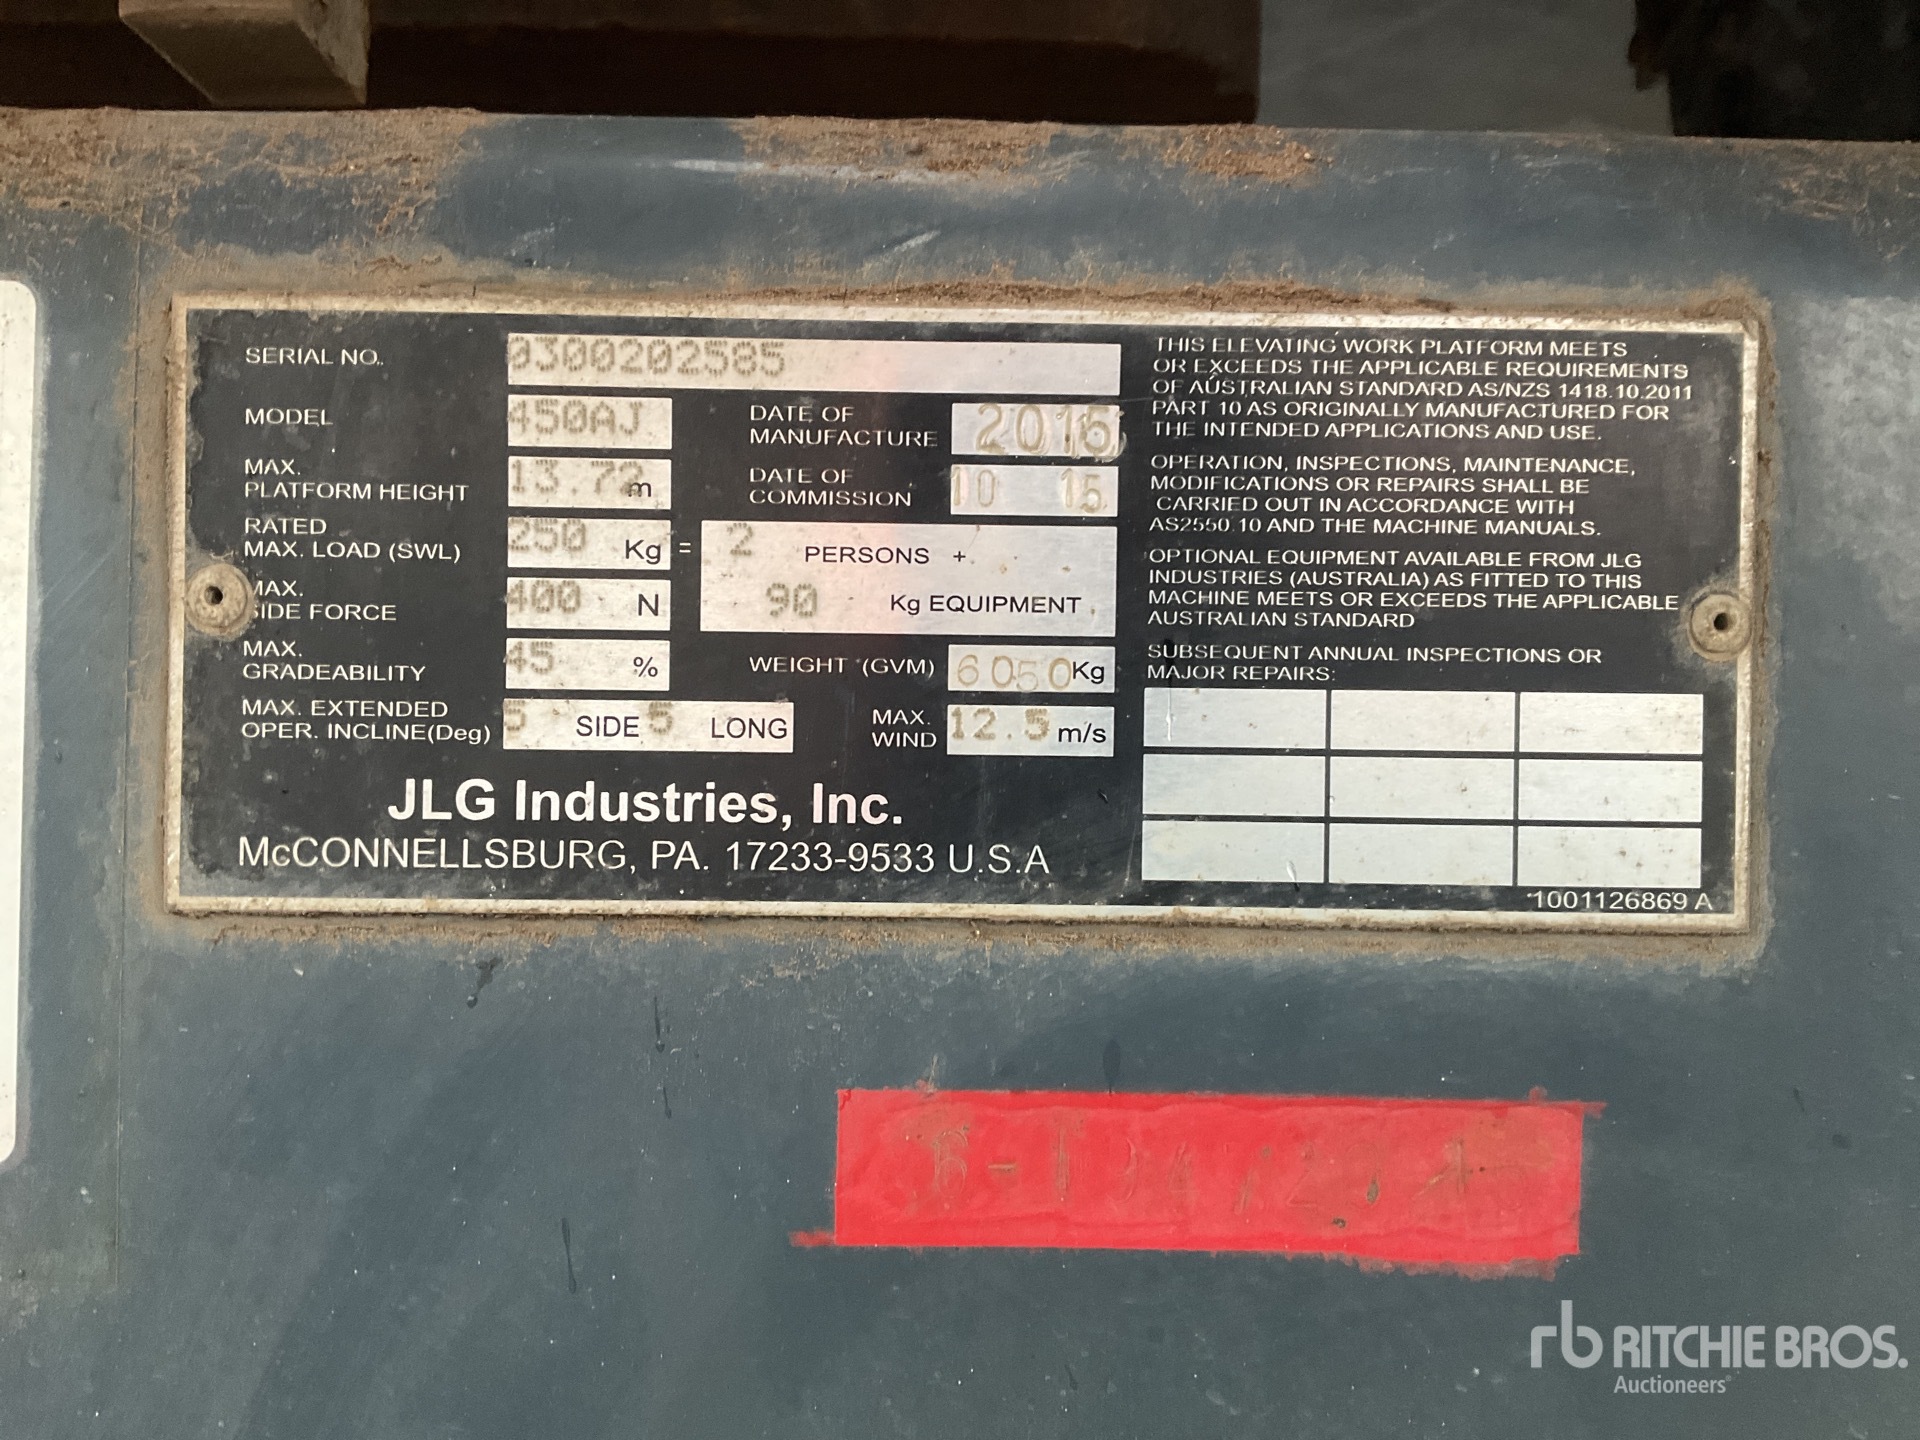 SERIAL NO. 0300202585
MODEL 450AJ
DATE OF MANUFACTURE 2015
MAX. PLATFORM HEIGHT 13.72 m
DATE OF COMMISSION 10 15
RATED MAX. LOAD (SWL) 250 Kg = 2 PERSONS +
90 Kg EQUIPMENT
MAX. SIDE FORCE 400 N
MAX. GRADEABILITY 45 %
WEIGHT (GVM) 6050 Kg
MAX. EXTENDED OPER. INCLINE(Deg) 5 SIDE 5 LONG
MAX. WIND 12.5 m/s
JLG Industries, Inc.
McCONNELLSBURG, PA. 17233-9533 U.S.A
THIS ELEVATING WORK PLATFORM MEETS
OR EXCEEDS THE APPLICABLE REQUIREMENTS
OF AUSTRALIAN STANDARD AS/NZS 1418.10.2011
PART 10 AS ORIGINALLY MANUFACTURED FOR
THE INTENDED APPLICATIONS AND USE.
OPERATION, INSPECTIONS, MAINTENANCE,
MODIFICATIONS OR REPAIRS SHALL BE
CARRIED OUT IN ACCORDANCE WITH
AS2550.10 AND THE MACHINE MANUALS.
OPTIONAL EQUIPMENT AVAILABLE FROM JLG
INDUSTRIES (AUSTRALIA) AS FITTED TO THIS
MACHINE MEETS OR EXCEEDS THE APPLICABLE
AUSTRALIAN STANDARD
SUBSEQUENT ANNUAL INSPECTIONS OR
MAJOR REPAIRS:
1001126869 A
rb RITCHIE BROS.
Auctioneers